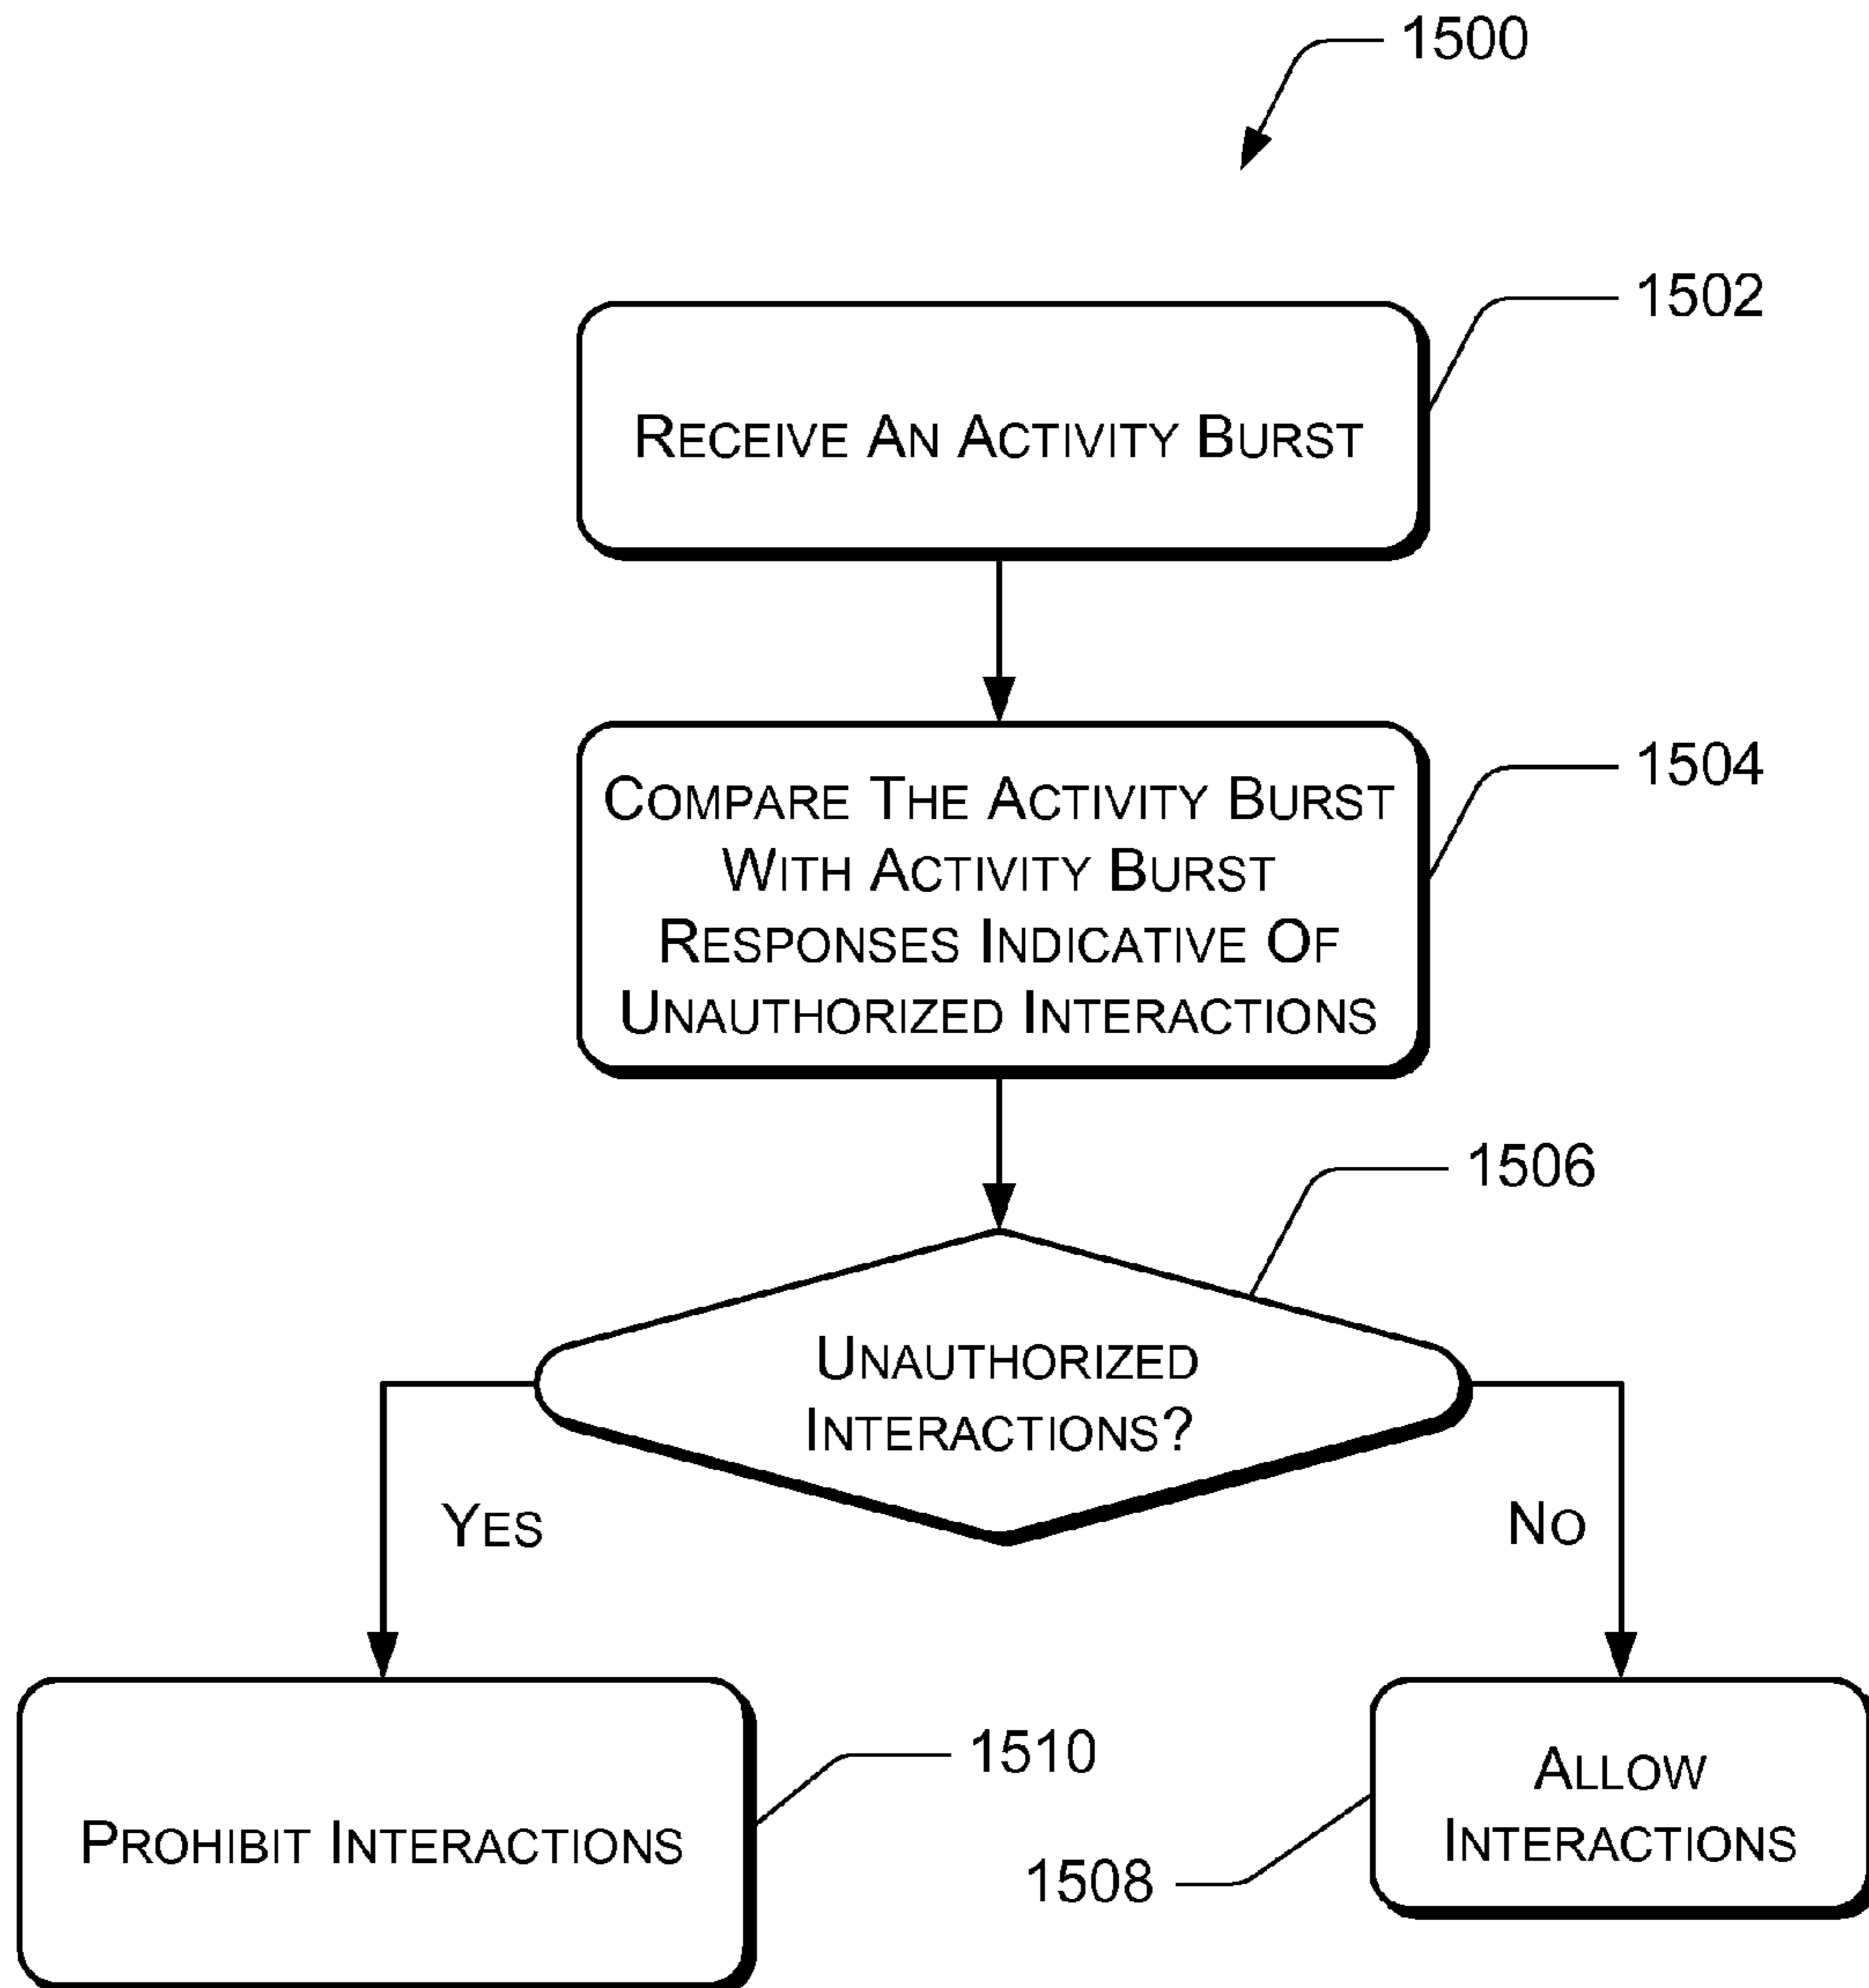 1500
1502
RECEIVE AN ACTIVITY BURST
1504
COMPARE THE ACTIVITY BURST
WITH ACTIVITY BURST
RESPONSES INDICATIVE OF
UNAUTHORIZED INTERACTIONS
1506
UNAUTHORIZED
INTERACTIONS?
YES
NO
1510
PROHIBIT INTERACTIONS
ALLOW
INTERACTIONS
1508